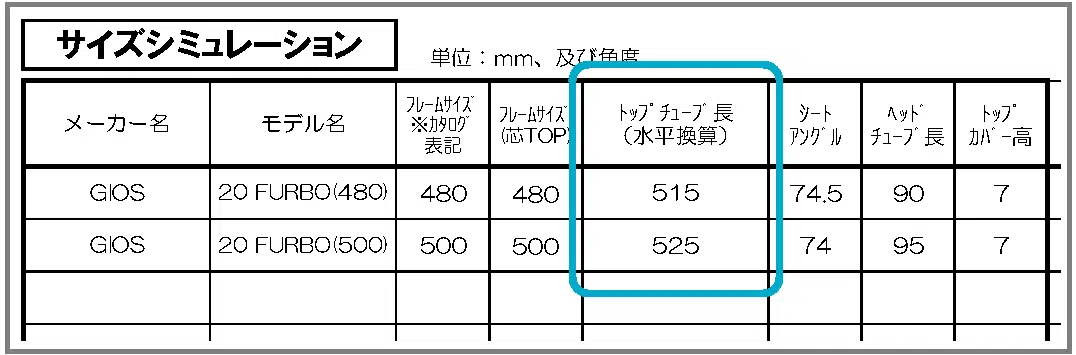 サイズシミュレーション
単位：mm、及び角度
メーカー名
モデル名
ﾌﾚｰﾑｻｲｽﾞ
※ｶﾀﾛｸﾞ
表記
ﾌﾚｰﾑｻｲｽﾞ
(芯TOP)
ﾄｯﾌﾟﾁｭｰﾌﾞ長
(水平換算)
ｼｰﾄ
ｱﾝｸﾞﾙ
ﾍｯﾄﾞ
ﾁｭｰﾌﾞ長
ﾄｯﾌﾟ
ｶﾊﾞｰ高
GIOS 20 FURBO(480) 480 480 515 74.5 90 7
GIOS 20 FURBO(500) 500 500 525 74 95 7